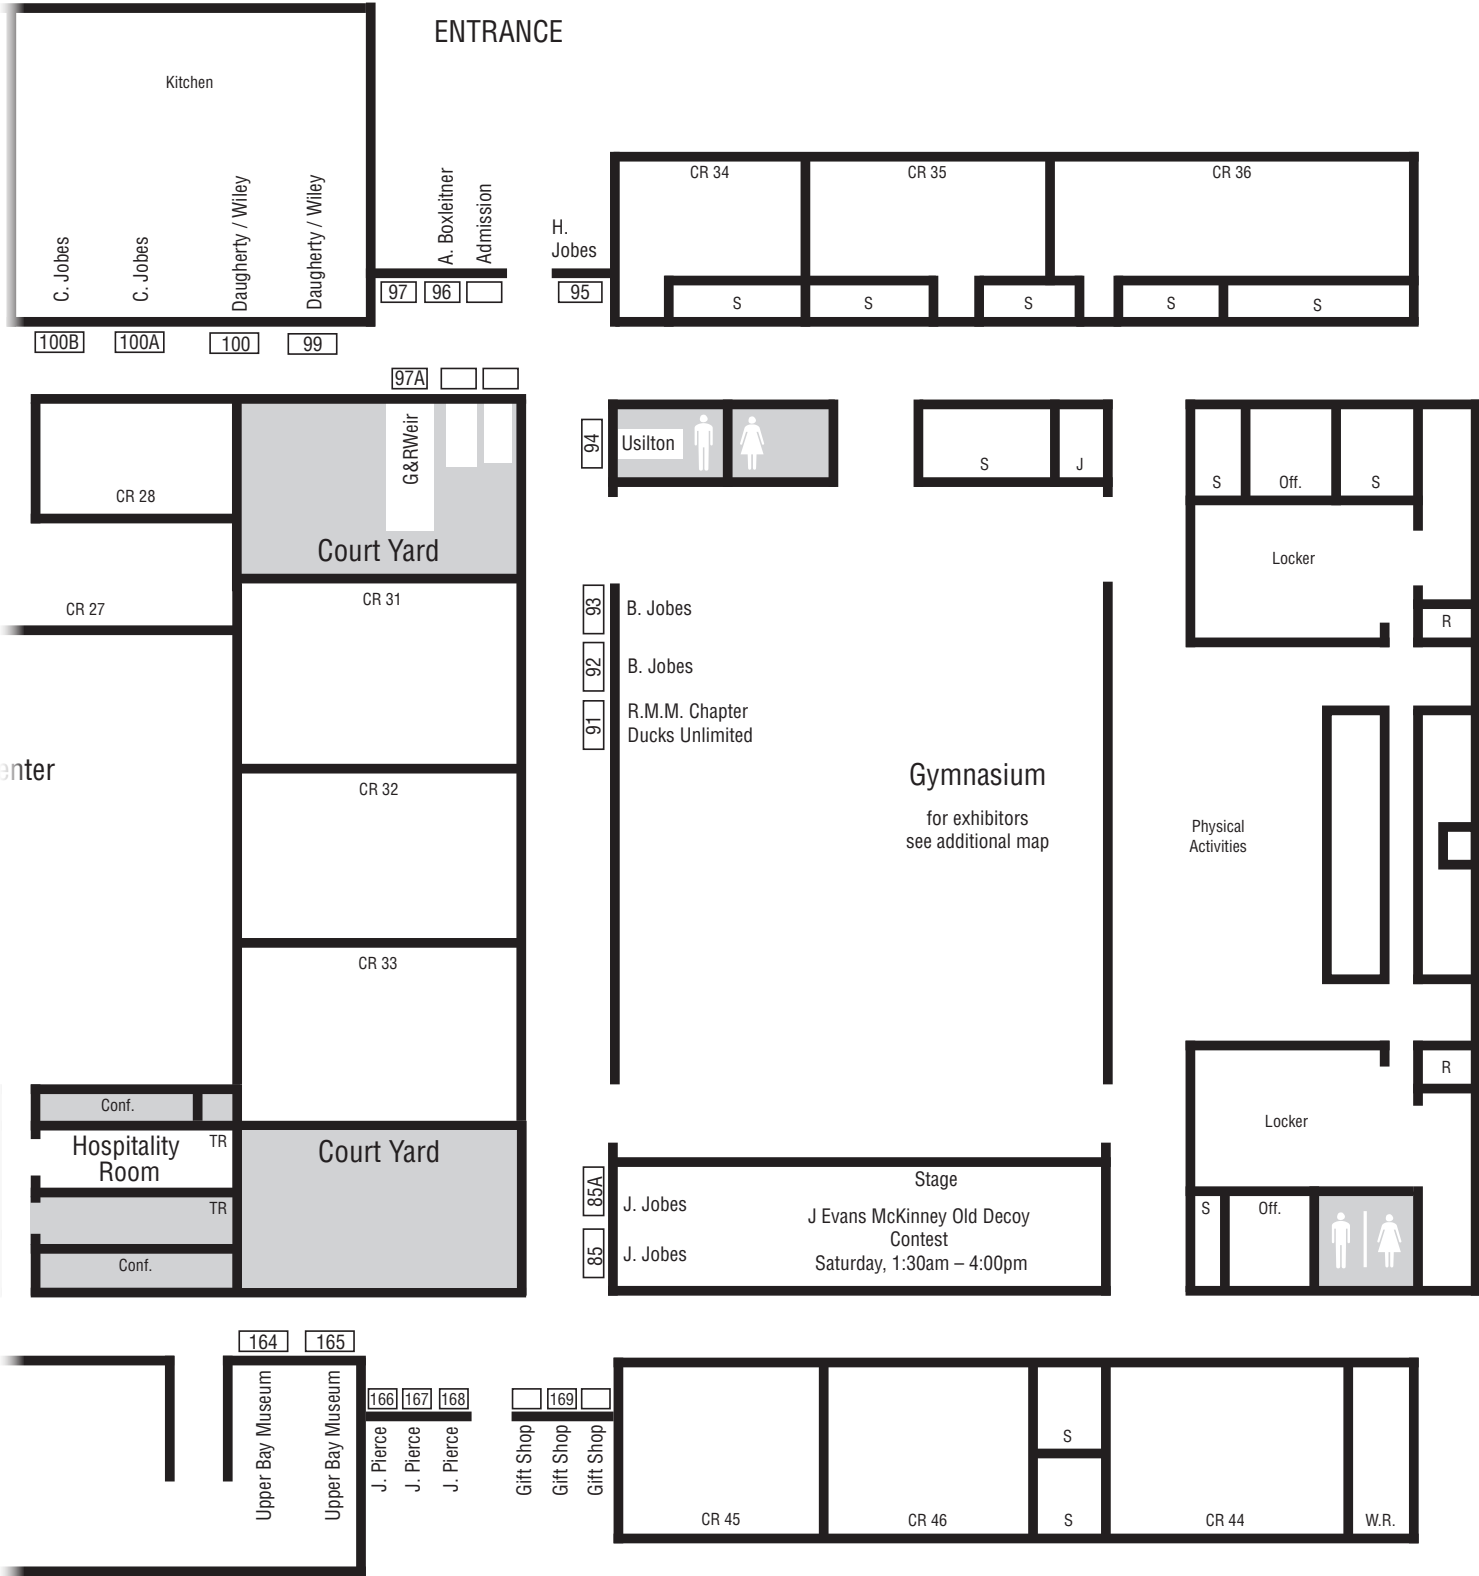 ENTRANCE
Kitchen
C. Jobes
C. Jobes
Daugherty / Wiley
Daugherty / Wiley
A. Boxleitner
Admission
H.
Jobes
CR 34
CR 35
CR 36
97
96
95
S
S
S
S
S
100B
100A
100
99
97A
G&RWeir
Court Yard
CR 28
CR 27
94
Usilton
S
J
S
Off.
S
Locker
R
CR 31
93
B. Jobes
92
B. Jobes
91
R.M.M. Chapter
Ducks Unlimited
enter
CR 32
Gymnasium
for exhibitors
see additional map
Physical
Activities
CR 33
R
Locker
Conf.
Hospitality
Room
TR
TR
Conf.
Court Yard
85A
J. Jobes
85
J. Jobes
Stage
J Evans McKinney Old Decoy
Contest
Saturday, 1:30am – 4:00pm
S
Off.
164
165
Upper Bay Museum
Upper Bay Museum
166
167
168
J. Pierce
J. Pierce
J. Pierce
169
Gift Shop
Gift Shop
Gift Shop
CR 45
CR 46
S
S
CR 44
W.R.